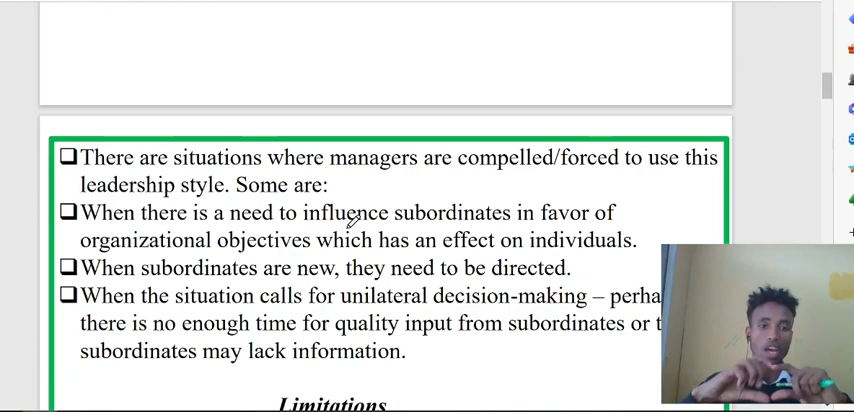 ❑There are situations where managers are compelled/forced to use this
leadership style. Some are:
❑When there is a need to influence subordinates in favor of
organizational objectives which has an effect on individuals.
❑When subordinates are new, they need to be directed.
❑When the situation calls for unilateral decision-making –
there is no enough time for quality input from subordinates or
subordinates may lack information.
Limitations